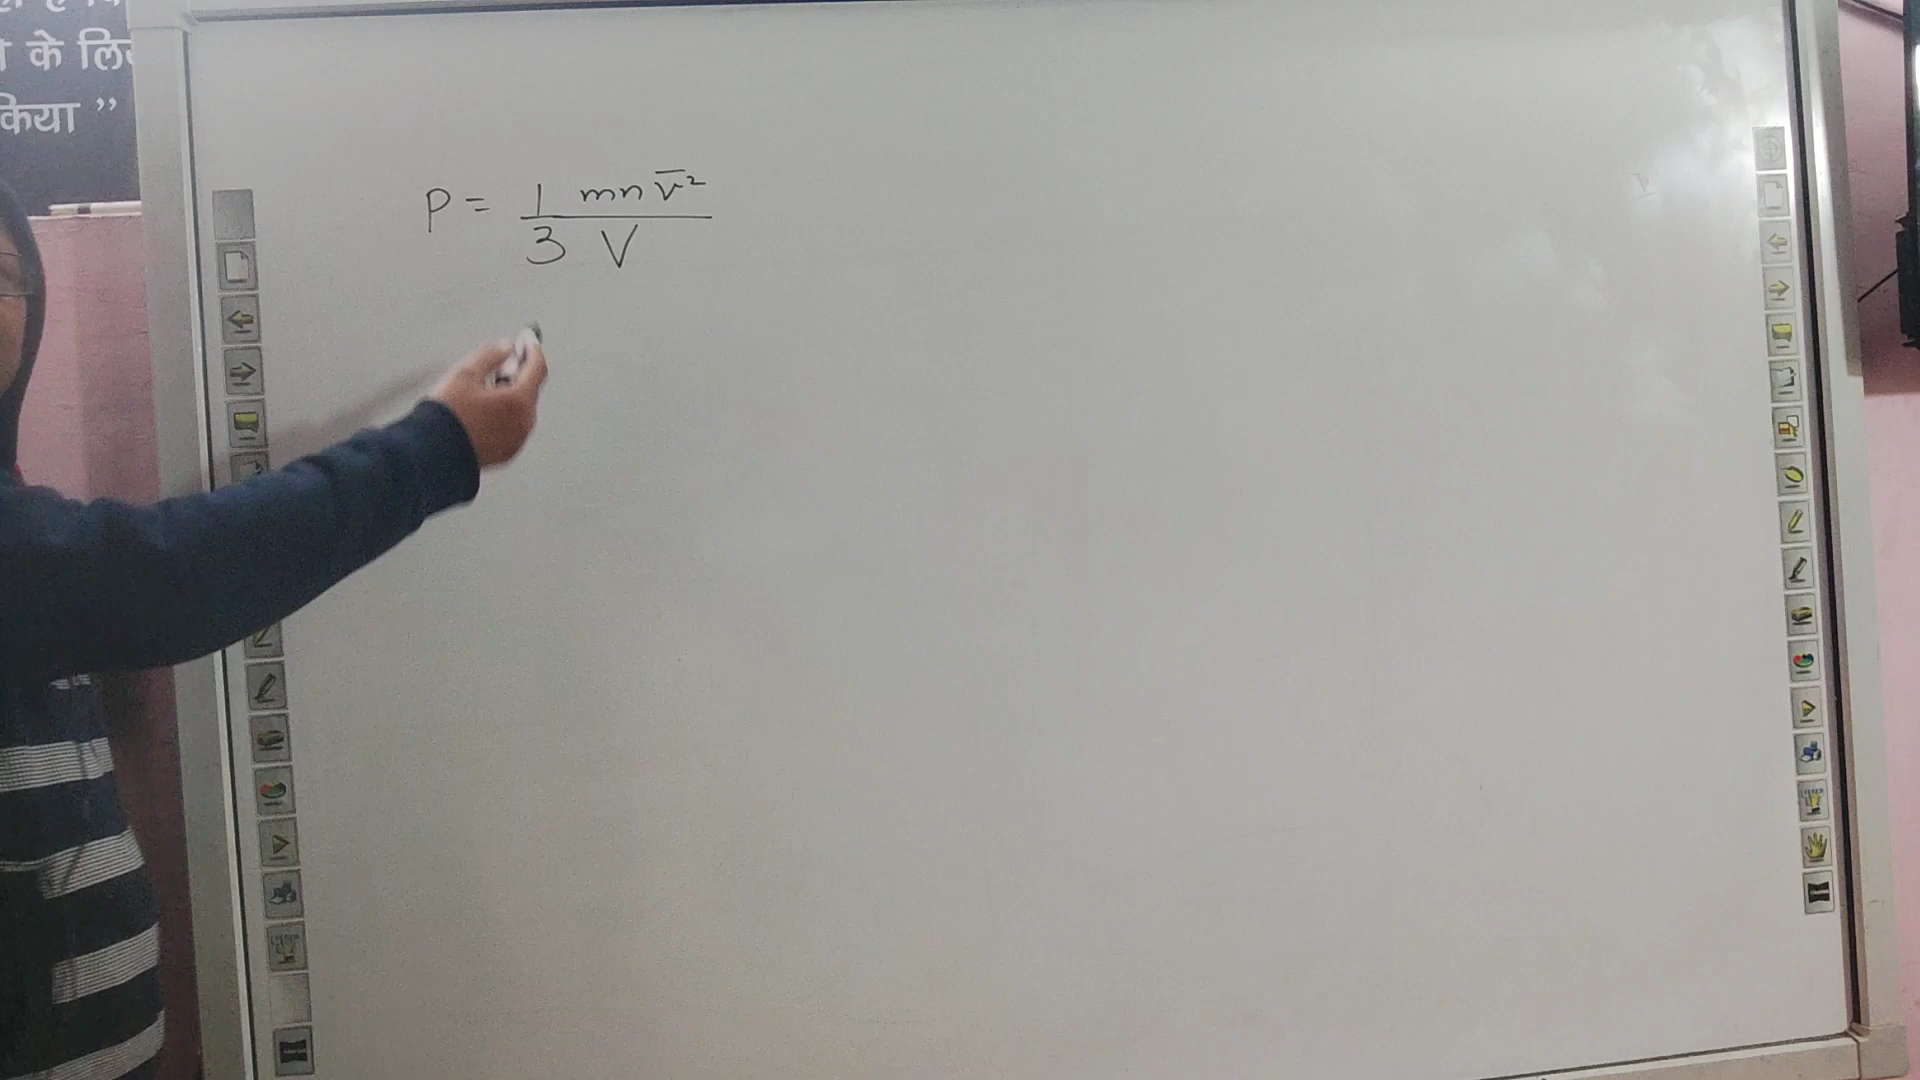 के लिए
किया ”
P = 1 mn v̅²
3 V